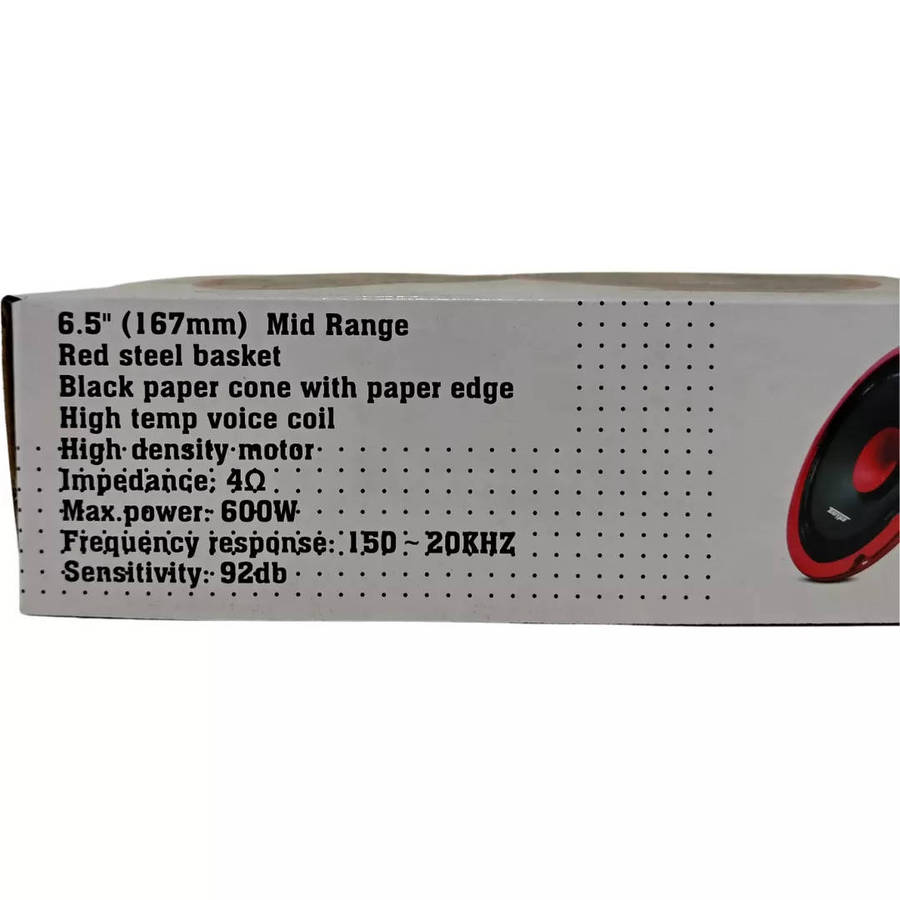 6.5" (167mm) Mid Range
Red steel basket
Black paper cone with paper edge
High temp voice coil
High density motor
Impedance: 4Ω
Max.power: 600W
Frequency response: 150 ~ 20KHZ
Sensitivity: 92db